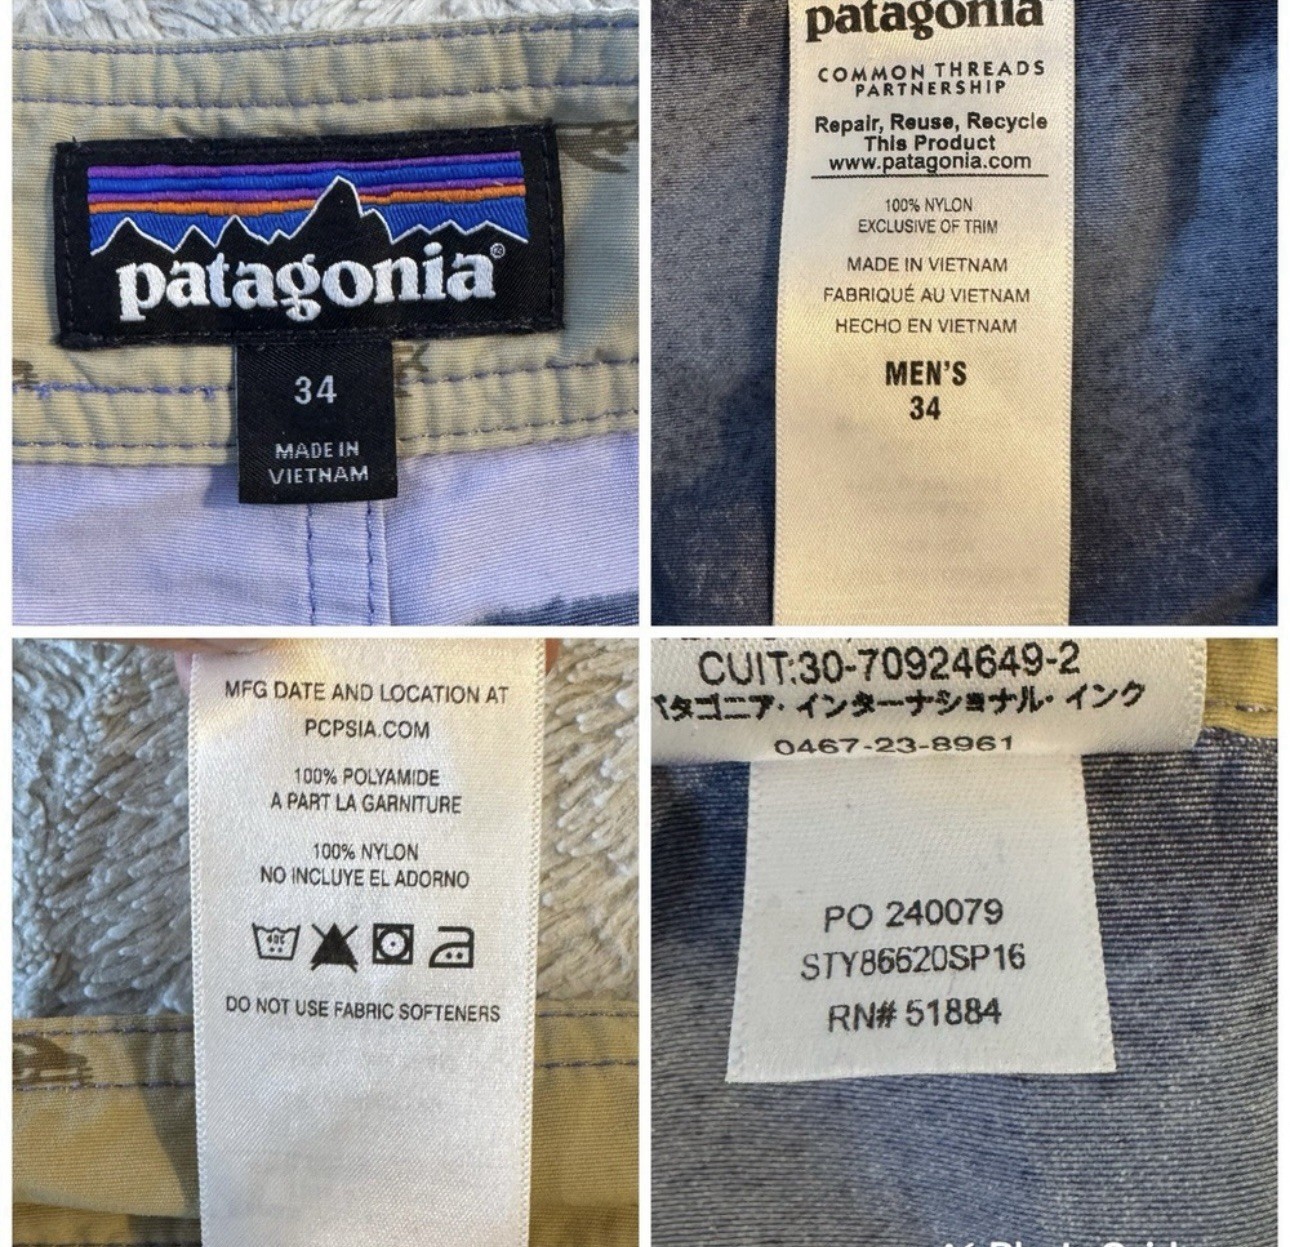 patagonia®
34
MADE IN
VIETNAM
patagonia
COMMON THREADS
PARTNERSHIP
Repair, Reuse, Recycle
This Product
www.patagonia.com
100% NYLON
EXCLUSIVE OF TRIM
MADE IN VIETNAM
FABRIQUÉ AU VIETNAM
HECHO EN VIETNAM
MEN'S
34
MFG DATE AND LOCATION AT
PCPSIA.COM
100% POLYAMIDE
A PART LA GARNITURE
100% NYLON
NO INCLUYE EL ADORNO
40C
DO NOT USE FABRIC SOFTENERS
CUIT:30-70924649-2
パタゴニア・インターナショナル・インク
0467-23-8961
PO 240079
STY86620SP16
RN# 51884